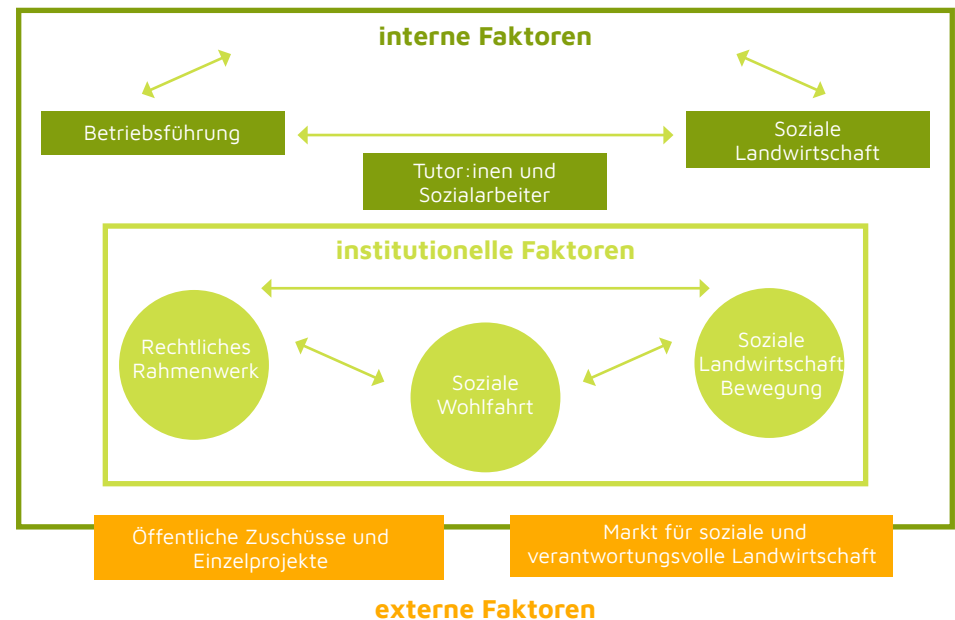 interne Faktoren
Betriebsführung
Soziale
Landwirtschaft
Tutor:inen und
Sozialarbeiter
institutionelle Faktoren
Rechtliches
Rahmenwerk
Soziale
Wohlfahrt
Soziale
Landwirtschaft
Bewegung
Öffentliche Zuschüsse und
Einzelprojekte
Markt für soziale und
verantwortungsvolle Landwirtschaft
externe Faktoren